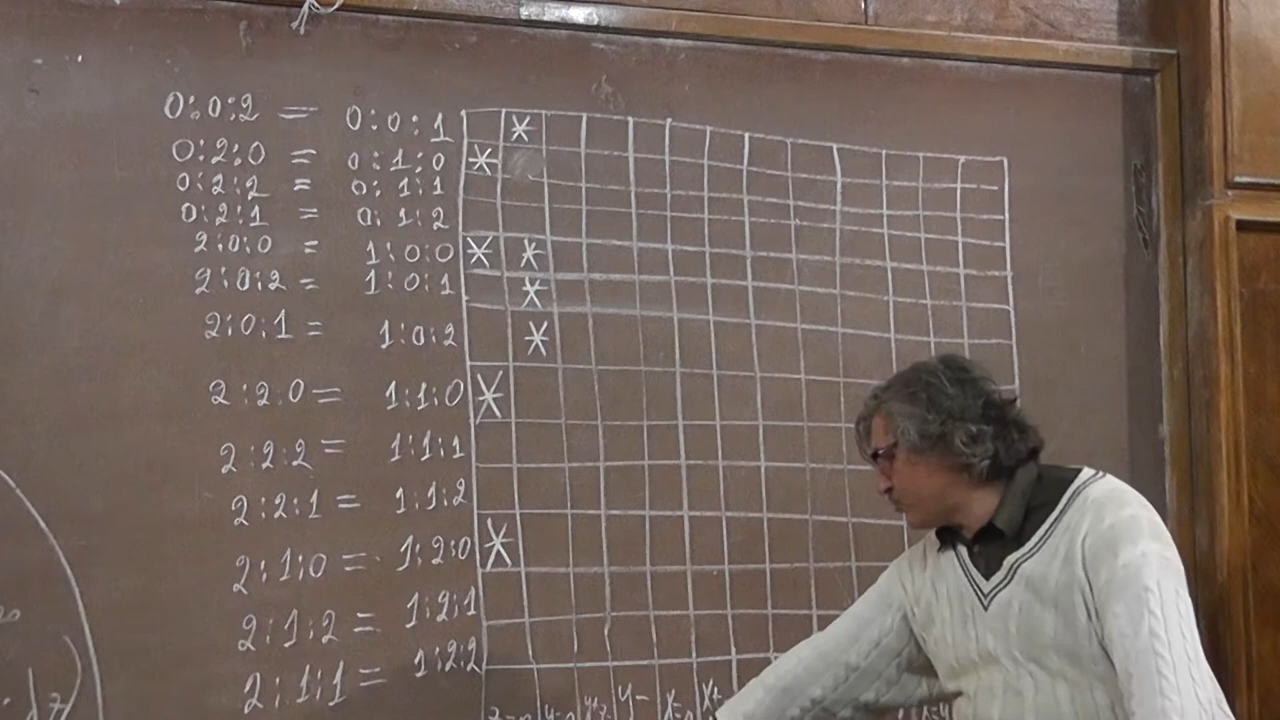 0:0:2 = 0:0:1 *
0:2:0 = 0:1:0 *
0:2:2 = 0:1:1
0:2:1 = 0:1:2
2:0:0 = 1:0:0 * *
2:0:2 = 1:0:1 *
2:0:1 = 1:0:2 *
2:2:0 = 1:1:0 *
2:2:2 = 1:1:1
2:2:1 = 1:1:2
2:1:0 = 1:2:0 *
2:1:2 = 1:2:1
2:1:1 = 1:2:2